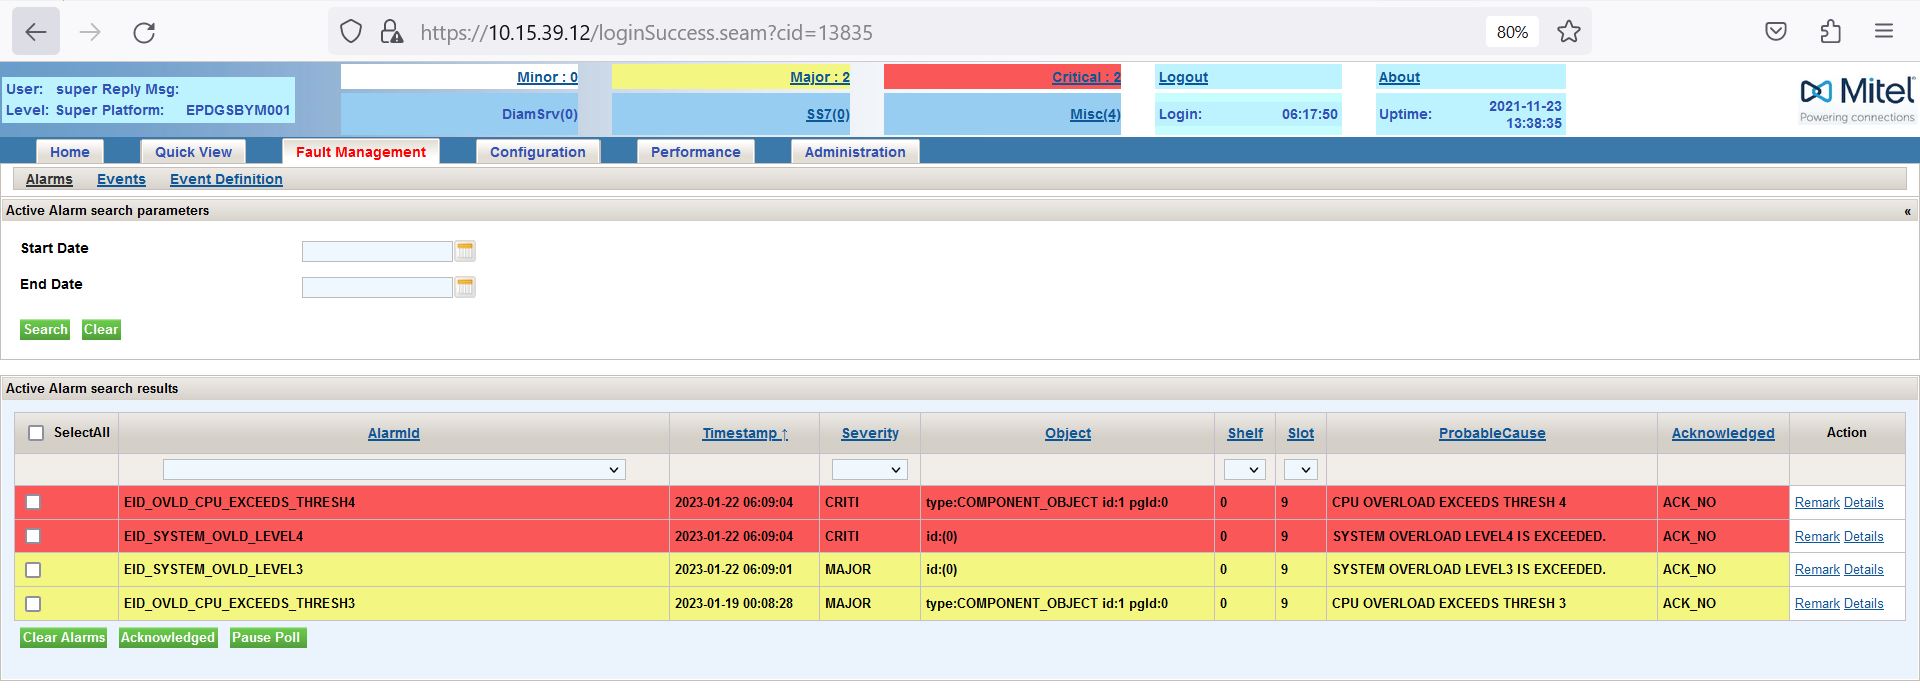 https://10.15.39.12/loginSuccess.seam?cid=13835 80%
User: super Reply Msg:
Level: Super Platform: EPDGSBYM001
Minor : 0 Major : 2 Critical : 2 Logout About
DiamSrv(0) SS7(0) Misc(4) Login: 06:17:50 Uptime: 2021-11-23
13:38:35
Mitel
Powering connections
Home Quick View Fault Management Configuration Performance Administration
Alarms Events Event Definition
Active Alarm search parameters «
Start Date
End Date
Search Clear
Active Alarm search results
SelectAll AlarmId Timestamp ↑ Severity Object Shelf Slot ProbableCause Acknowledged Action
EID_OVLD_CPU_EXCEEDS_THRESH4 2023-01-22 06:09:04 CRITI type:COMPONENT_OBJECT id:1 pgId:0 0 9 CPU OVERLOAD EXCEEDS THRESH 4 ACK_NO Remark Details
EID_SYSTEM_OVLD_LEVEL4 2023-01-22 06:09:04 CRITI id:(0) 0 9 SYSTEM OVERLOAD LEVEL4 IS EXCEEDED. ACK_NO Remark Details
EID_SYSTEM_OVLD_LEVEL3 2023-01-22 06:09:01 MAJOR id:(0) 0 9 SYSTEM OVERLOAD LEVEL3 IS EXCEEDED. ACK_NO Remark Details
EID_OVLD_CPU_EXCEEDS_THRESH3 2023-01-19 00:08:28 MAJOR type:COMPONENT_OBJECT id:1 pgId:0 0 9 CPU OVERLOAD EXCEEDS THRESH 3 ACK_NO Remark Details
Clear Alarms Acknowledged Pause Poll